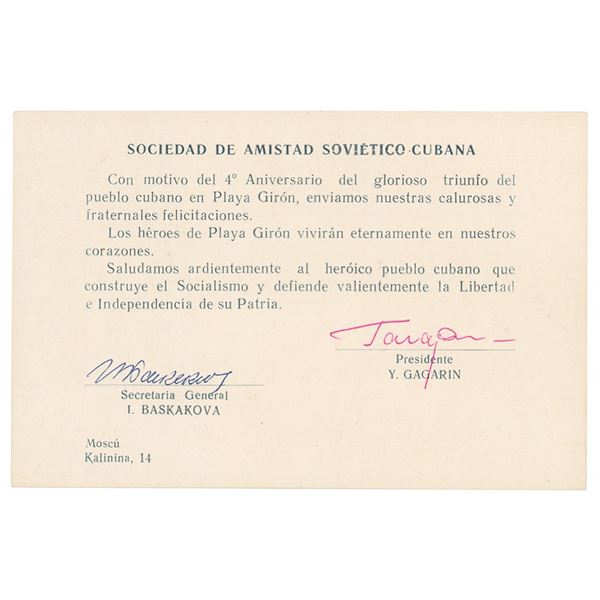 SOCIEDAD DE AMISTAD SOVIÉTICO-CUBANA
Con motivo del 4º Aniversario del glorioso triunfo del
pueblo cubano en Playa Girón, enviamos nuestras calurosas y
fraternales felicitaciones.
Los héroes de Playa Girón vivirán eternamente en nuestros
corazones.
Saludamos ardientemente al heróico pueblo cubano que
construye el Socialismo y defiende valientemente la Libertad
e Independencia de su Patria.
Гагарин
Presidente
Y. GAGARIN
Secretaria General
I. BASKAKOVA
Moscú
Kalinina, 14